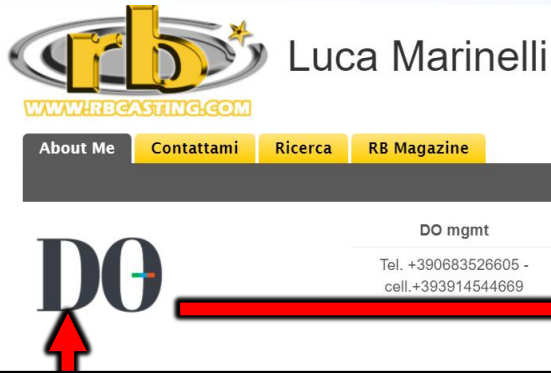 rb
Luca Marinelli
WWW.RBCASTING.COM
About Me
Contattami
Ricerca
RB Magazine
DO
DO mgmt
Tel. +390683526605 -
cell.+393914544669